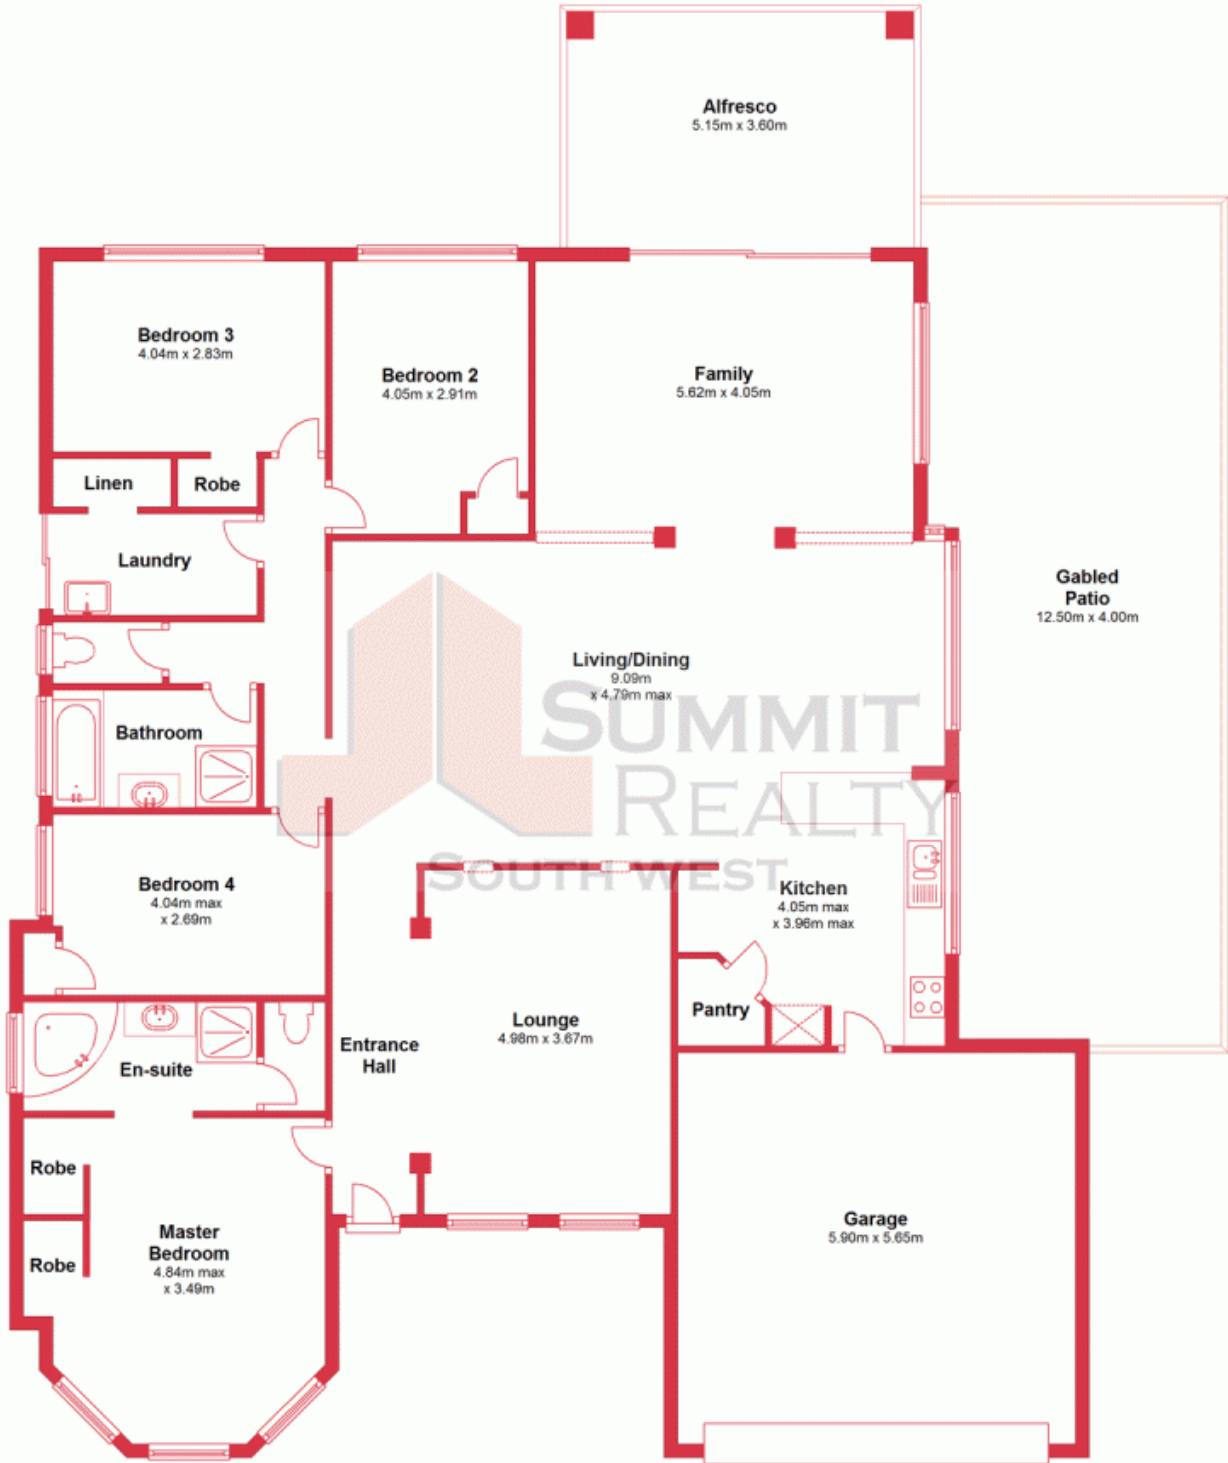 Alfresco
5.15m x 3.60m
Bedroom 3
4.04m x 2.83m
Bedroom 2
4.05m x 2.91m
Family
5.62m x 4.05m
Linen
Robe
Laundry
Gabled
Patio
12.50m x 4.00m
Living/Dining
9.09m
x 4.79m max
SUMMIT
REALTY
SOUTH WEST
Bathroom
Bedroom 4
4.04m max
x 2.69m
Kitchen
4.05m max
x 3.96m max
Pantry
Lounge
4.98m x 3.67m
Entrance
Hall
En-suite
Robe
Robe
Master
Bedroom
4.84m max
x 3.49m
Garage
5.90m x 5.65m